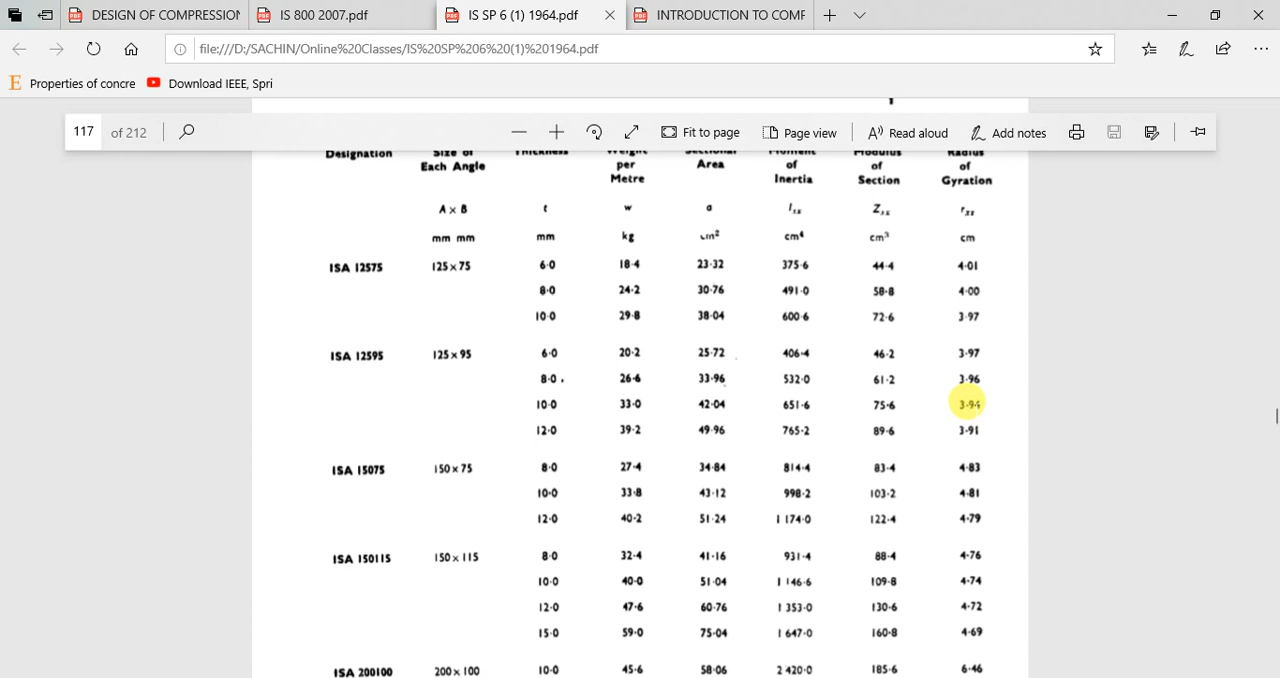 DESIGN OF COMPRESSION IS 800 2007.pdf IS SP 6 (1) 1964.pdf INTRODUCTION TO COMP
file:///D:/SACHIN/Online%20Classes/IS%20SP%206%20(1)%201964.pdf
Properties of concre Download IEEE, Spri
117 of 212 Fit to page Page view Read aloud Add notes
Designation Size of Thickness Weight Sectional Moment Modulus Radius
Each Angle per Area of of of
Metre Inertia Section Gyration
A × B t w a Ixx Zxx rxx
mm mm mm kg cm² cm⁴ cm³ cm
ISA 12575 125×75 6·0 18·4 23·32 375·6 44·4 4·01
8·0 24·2 30·76 491·0 58·8 4·00
10·0 29·8 38·04 600·6 72·6 3·97
ISA 12595 125×95 6·0 20·2 25·72 406·4 46·2 3·97
8·0 26·6 33·96 532·0 61·2 3·96
10·0 33·0 42·04 651·6 75·6 3·94
12·0 39·2 49·96 765·2 89·6 3·91
ISA 15075 150×75 8·0 27·4 34·84 814·4 83·4 4·83
10·0 33·8 43·12 998·2 103·2 4·81
12·0 40·2 51·24 1 174·0 122·4 4·79
ISA 150115 150×115 8·0 32·4 41·16 931·4 88·4 4·76
10·0 40·0 51·04 1 146·6 109·8 4·74
12·0 47·6 60·76 1 353·0 130·6 4·72
15·0 59·0 75·04 1 647·0 160·8 4·69
ISA 200100 200×100 10·0 45·6 58·06 2 420·0 185·6 6·46